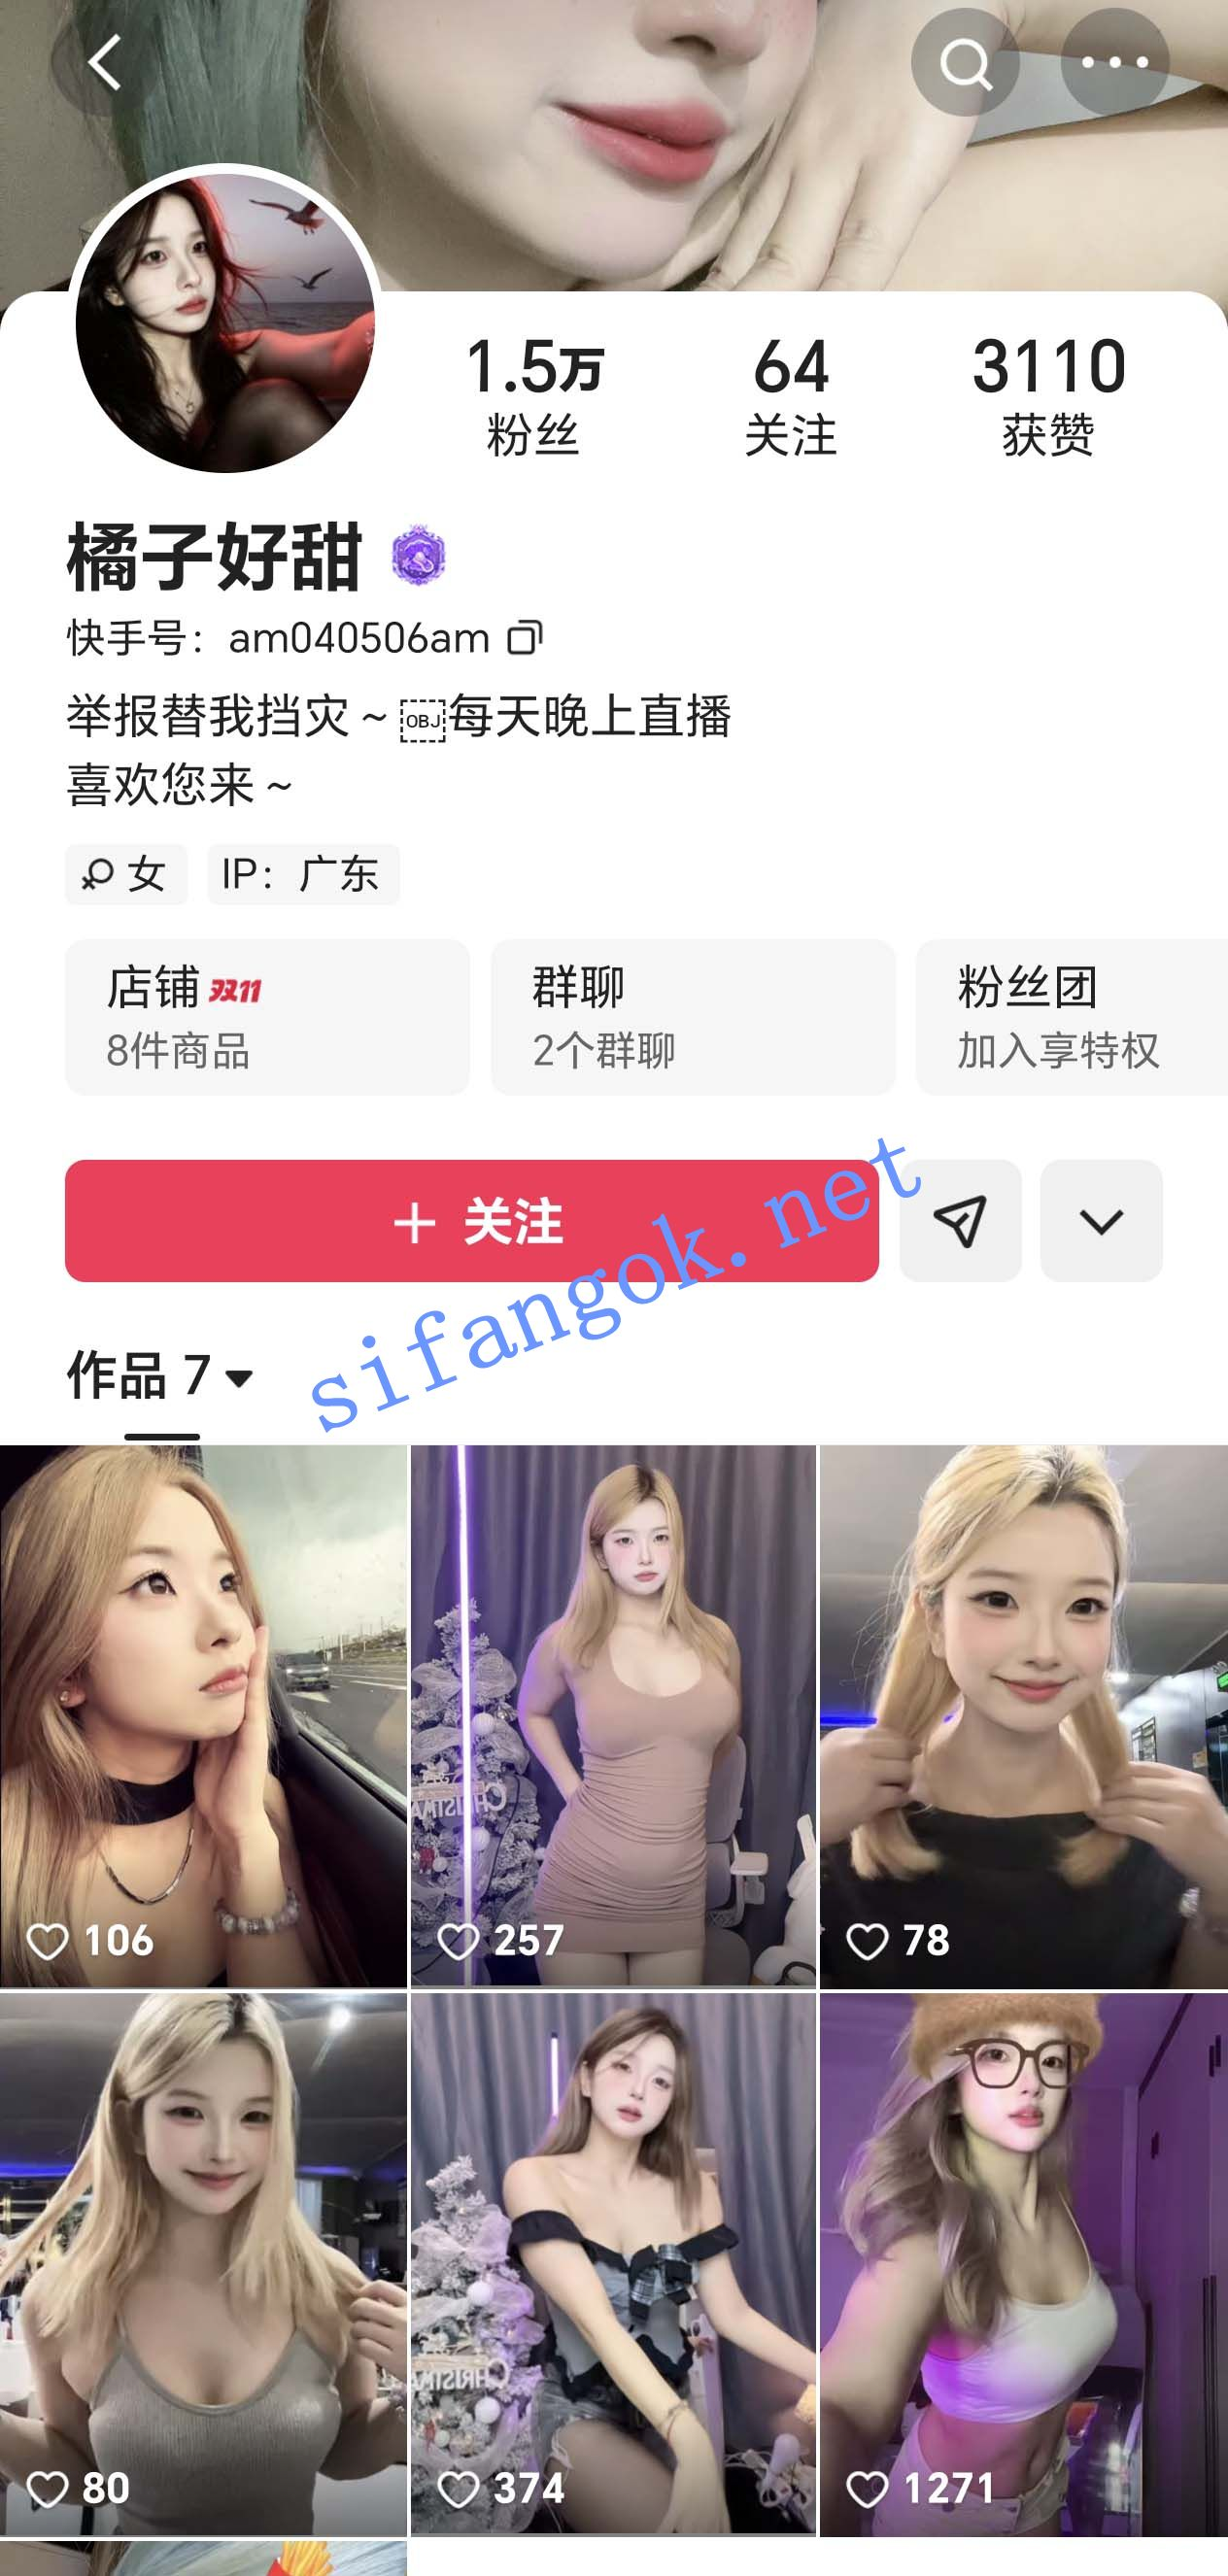 1.5万 64 3110
粉丝 关注 获赞
橘子好甜
快手号：am040506am
举报替我挡灾～OBJ每天晚上直播
喜欢您来～
女 IP：广东
店铺 双11 群聊 粉丝团
8件商品 2个群聊 加入享特权
＋ 关注
sifangok.net
作品 7
106 257 78
80 374 1271